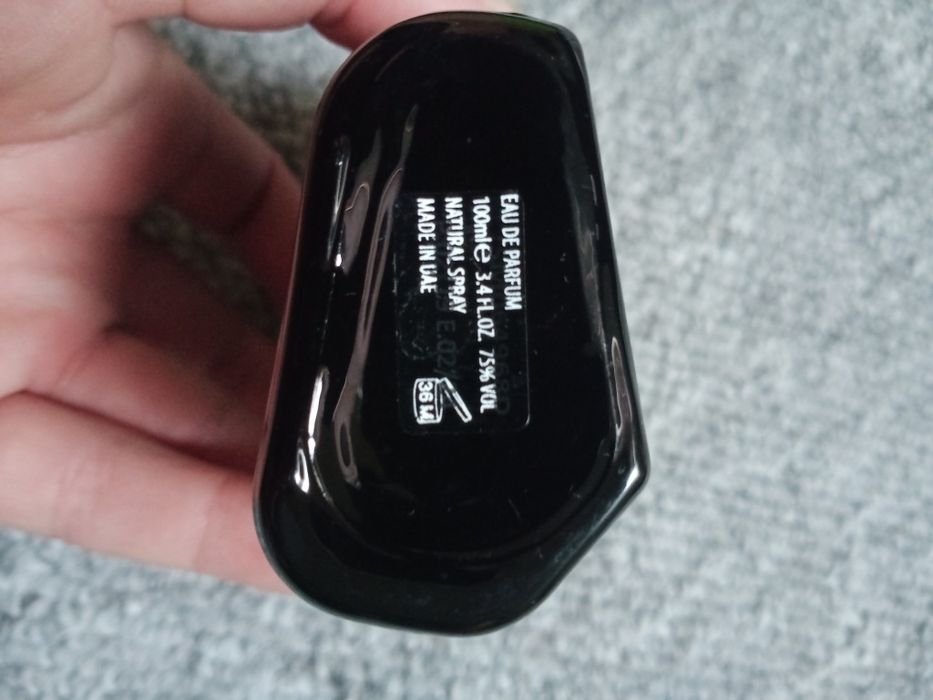 EAU DE PARFUM
100ml℮ 3.4 FL.OZ. 75% VOL
NATURAL SPRAY
MADE IN UAE
36 M